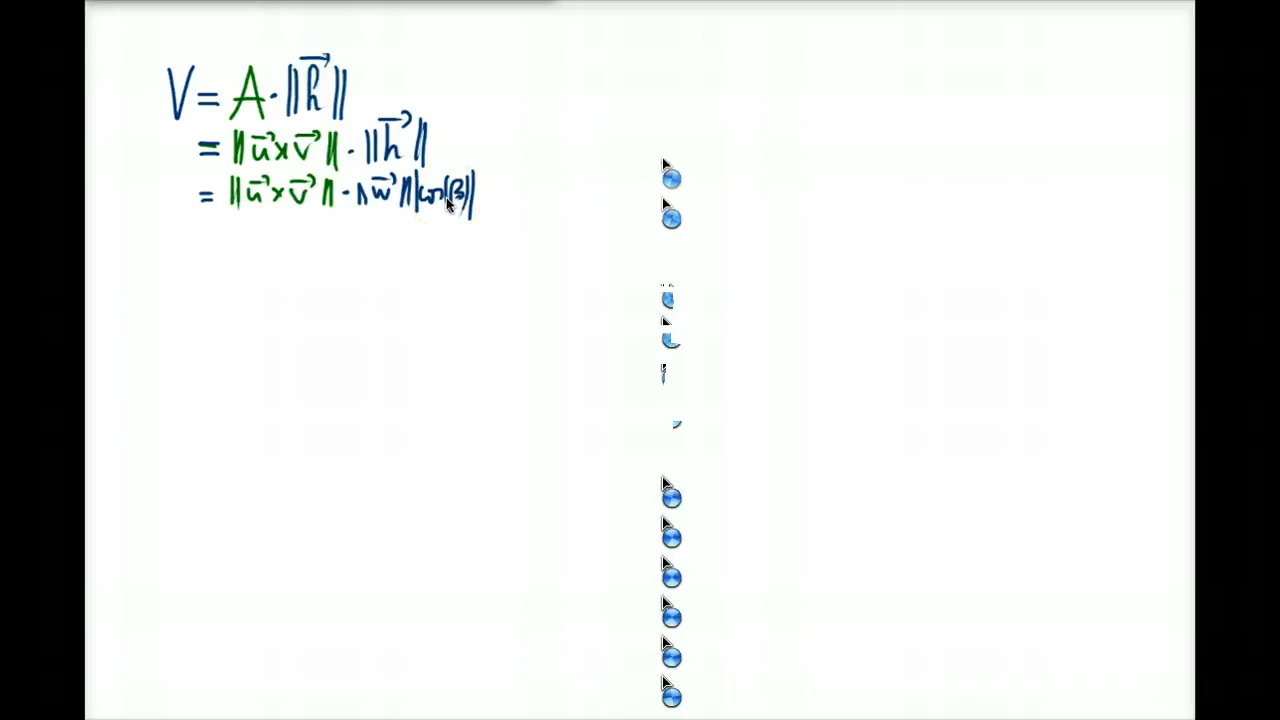 V = A · ‖h⃗‖
= ‖u⃗ × v⃗‖ · ‖h⃗‖
= ‖u⃗ × v⃗‖ · ‖w⃗‖ |cos(β)|